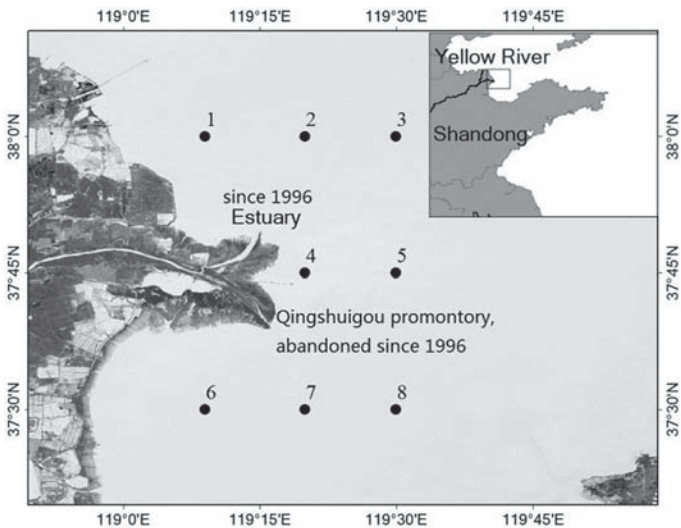 119°0'E 119°15'E 119°30'E 119°45'E
Yellow River
Shandong
38°0'N 38°0'N
1 2 3
since 1996
Estuary
4 5
37°45'N 37°45'N
Qingshuigou promontory,
abandoned since 1996
6 7 8
37°30'N 37°30'N
119°0'E 119°15'E 119°30'E 119°45'E